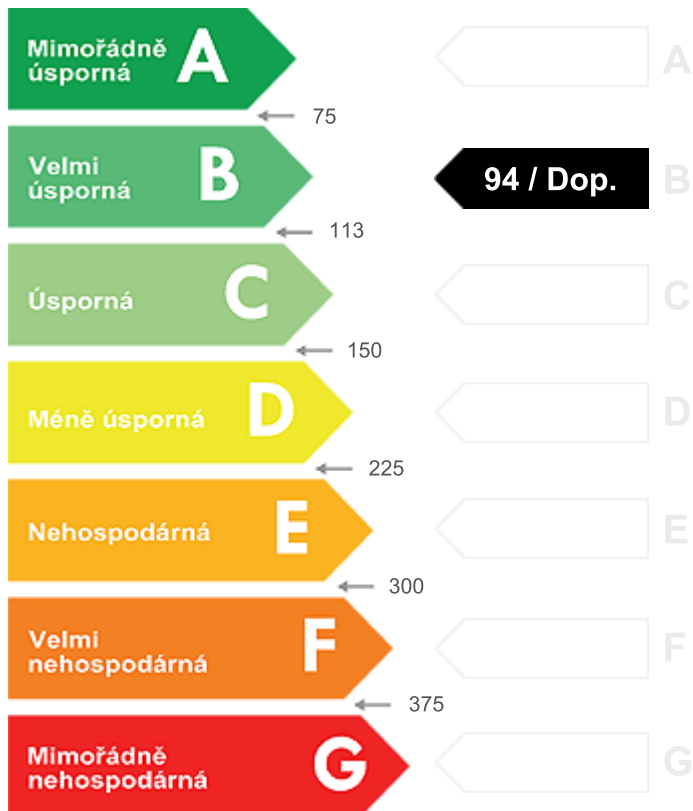 Mimořádně
úsporná
A
A
75
Velmi
úsporná
B
94 / Dop.
B
113
Úsporná
C
C
150
Méně úsporná
D
D
225
Nehospodárná
E
E
300
Velmi
nehospodárná
F
F
375
Mimořádně
nehospodárná
G
G